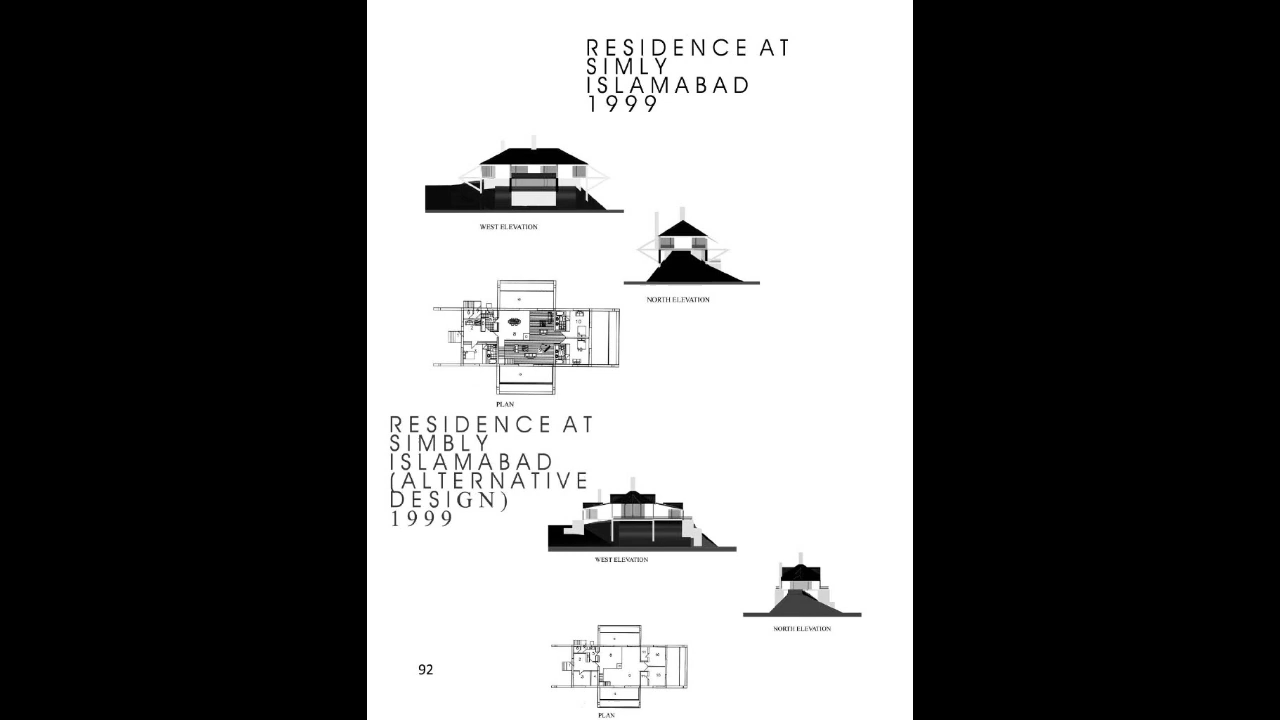 RESIDENCE AT
SIMLY
ISLAMABAD
1999
WEST ELEVATION
NORTH ELEVATION
PLAN
RESIDENCE AT
SIMBLY
ISLAMABAD
(ALTERNATIVE
DESIGN)
1999
WEST ELEVATION
NORTH ELEVATION
PLAN
92